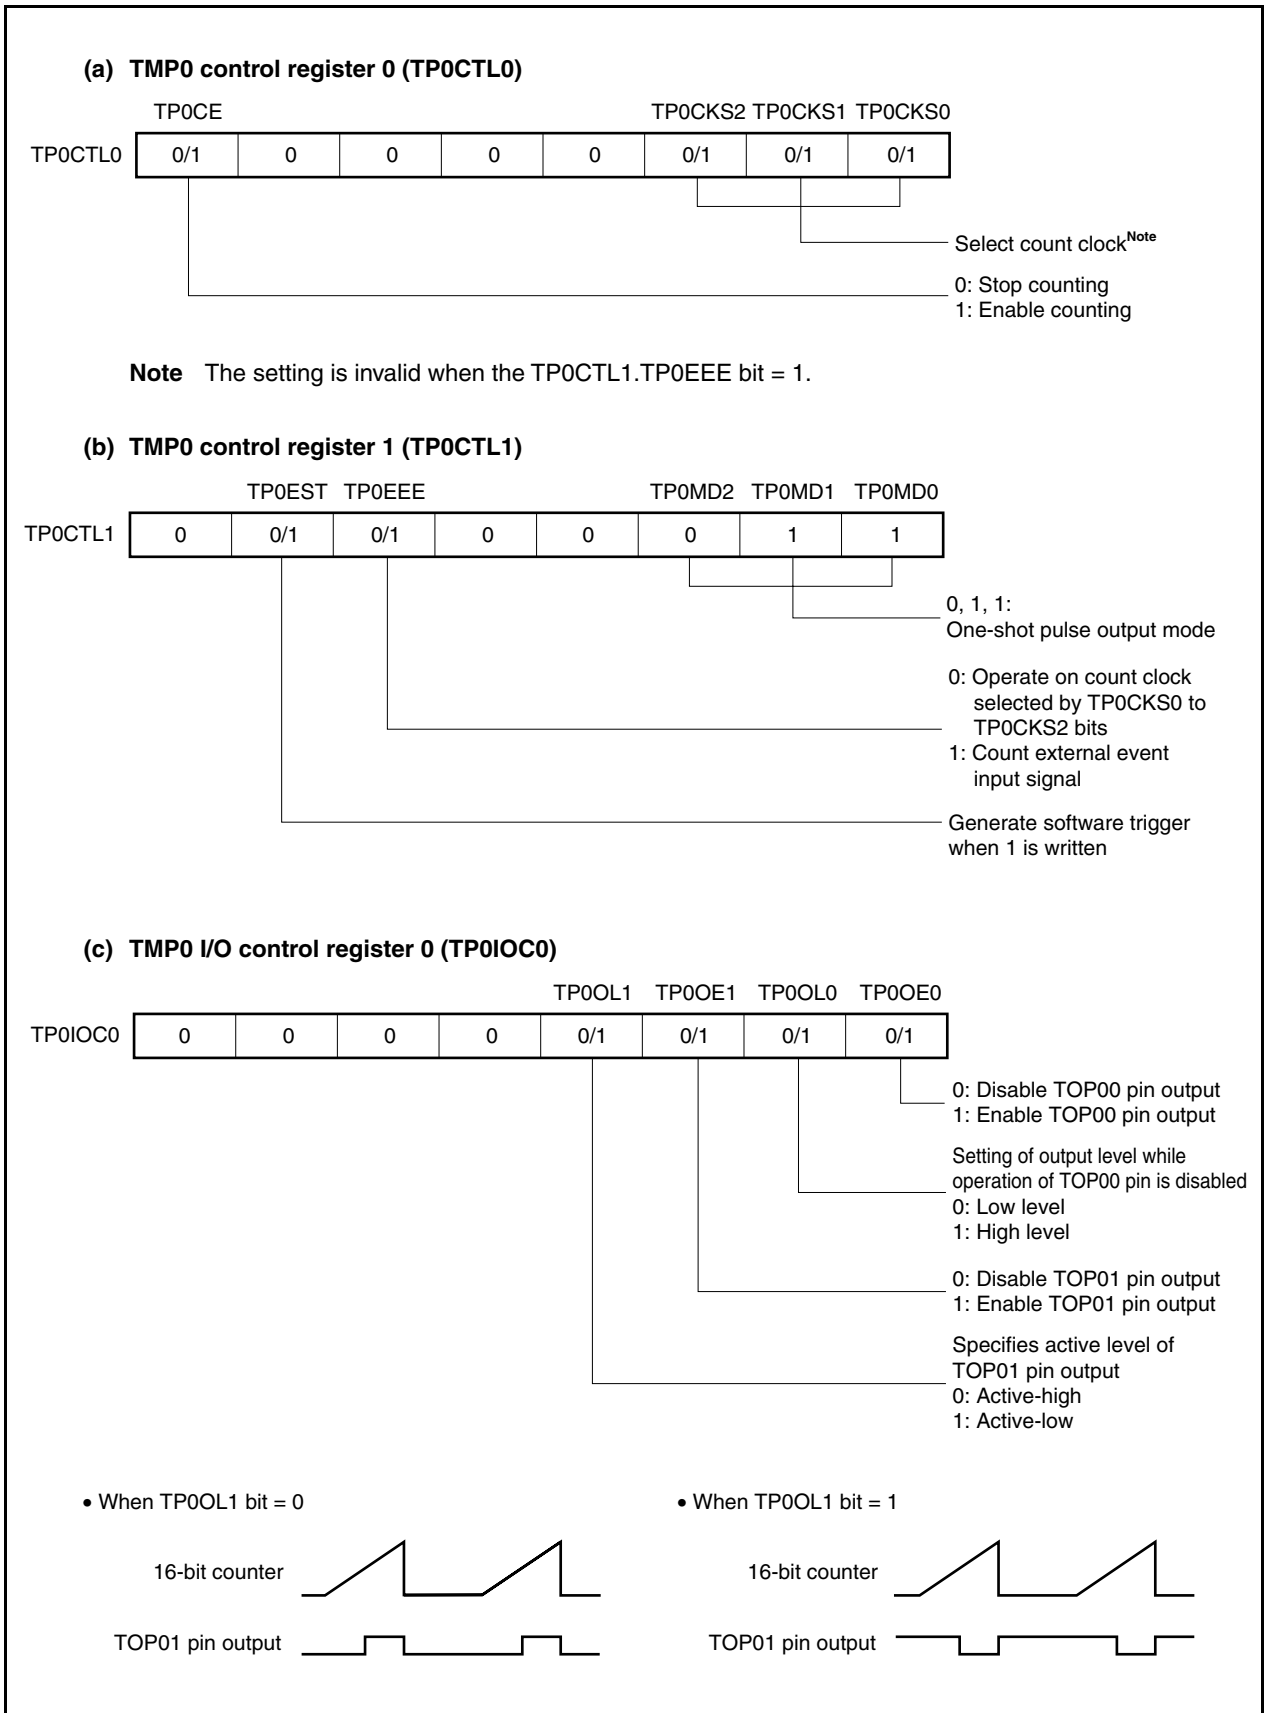 (a) TMP0 control register 0 (TP0CTL0)
TP0CE TP0CKS2 TP0CKS1 TP0CKS0
TP0CTL0 0/1 0 0 0 0 0/1 0/1 0/1
Select count clockNote
0: Stop counting
1: Enable counting
Note The setting is invalid when the TP0CTL1.TP0EEE bit = 1.
(b) TMP0 control register 1 (TP0CTL1)
TP0EST TP0EEE TP0MD2 TP0MD1 TP0MD0
TP0CTL1 0 0/1 0/1 0 0 0 1 1
0, 1, 1:
One-shot pulse output mode
0: Operate on count clock
selected by TP0CKS0 to
TP0CKS2 bits
1: Count external event
input signal
Generate software trigger
when 1 is written
(c) TMP0 I/O control register 0 (TP0IOC0)
TP0OL1 TP0OE1 TP0OL0 TP0OE0
TP0IOC0 0 0 0 0 0/1 0/1 0/1 0/1
0: Disable TOP00 pin output
1: Enable TOP00 pin output
Setting of output level while
operation of TOP00 pin is disabled
0: Low level
1: High level
0: Disable TOP01 pin output
1: Enable TOP01 pin output
Specifies active level of
TOP01 pin output
0: Active-high
1: Active-low
• When TP0OL1 bit = 0
16-bit counter
TOP01 pin output
• When TP0OL1 bit = 1
16-bit counter
TOP01 pin output